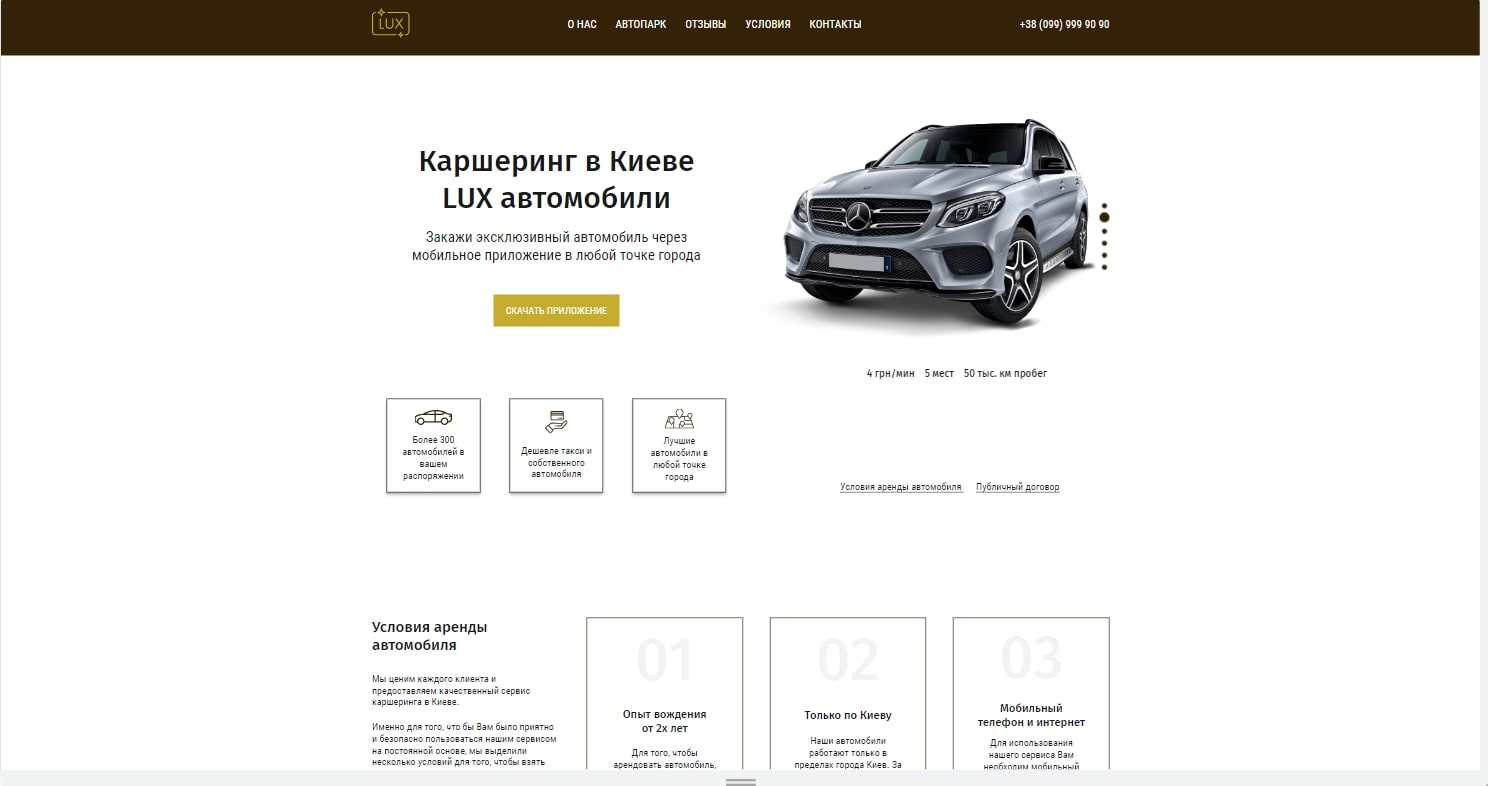 LUX
О НАС
АВТОПАРК
ОТЗЫВЫ
УСЛОВИЯ
КОНТАКТЫ
+38 (099) 999 90 90
Каршеринг в Киеве
LUX автомобили
Закажи эксклюзивный автомобиль через
мобильное приложение в любой точке города
СКАЧАТЬ ПРИЛОЖЕНИЕ
4 грн/мин
5 мест
50 тыс. км пробег
Более 300
автомобилей в
вашем
распоряжении
Дешевле такси и
собственного
автомобиля
Лучшие
автомобили в
любой точке
города
Условия аренды автомобиля
Публичный договор
Условия аренды
автомобиля
Мы ценим каждого клиента и
предоставляем качественный сервис
каршеринга в Киеве.
Именно для того, что бы Вам было приятно
и безопасно пользоваться нашим сервисом
на постоянной основе, мы выделили
несколько условий для того, чтобы взять
01
Опыт вождения
от 2х лет
Для того, чтобы
арендовать автомобиль,
02
Только по Киеву
Наши автомобили
работают только в
пределах города Киев. За
03
Мобильный
телефон и интернет
Для использования
нашего сервиса Вам
необходим мобильный